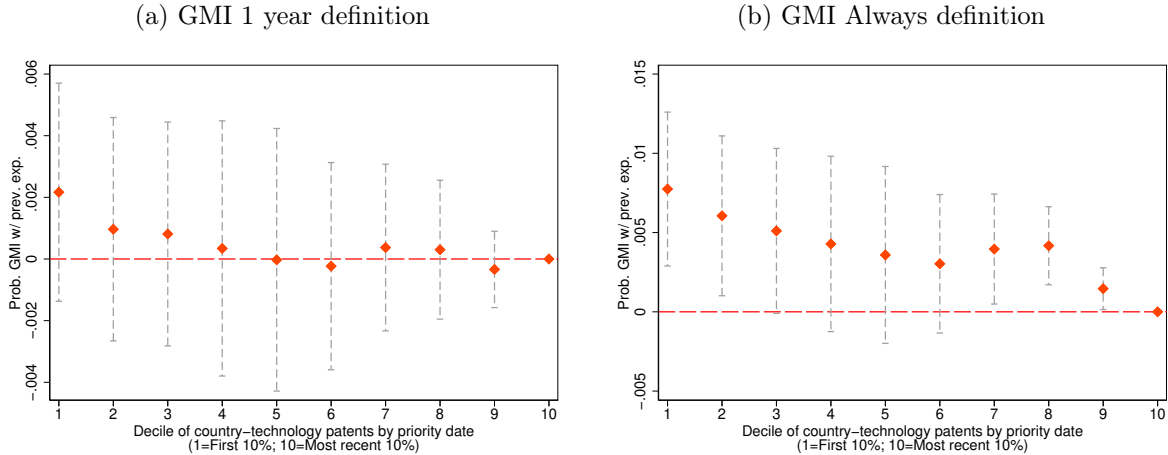 (a) GMI 1 year definition
Prob. GMI w/ prev. exp.
.006
.004
.002
0
-.002
-.004
1 2 3 4 5 6 7 8 9 10
Decile of country-technology patents by priority date
(1=First 10%; 10=Most recent 10%)
(b) GMI Always definition
Prob. GMI w/ prev. exp.
.015
.01
.005
0
-.005
1 2 3 4 5 6 7 8 9 10
Decile of country-technology patents by priority date
(1=First 10%; 10=Most recent 10%)